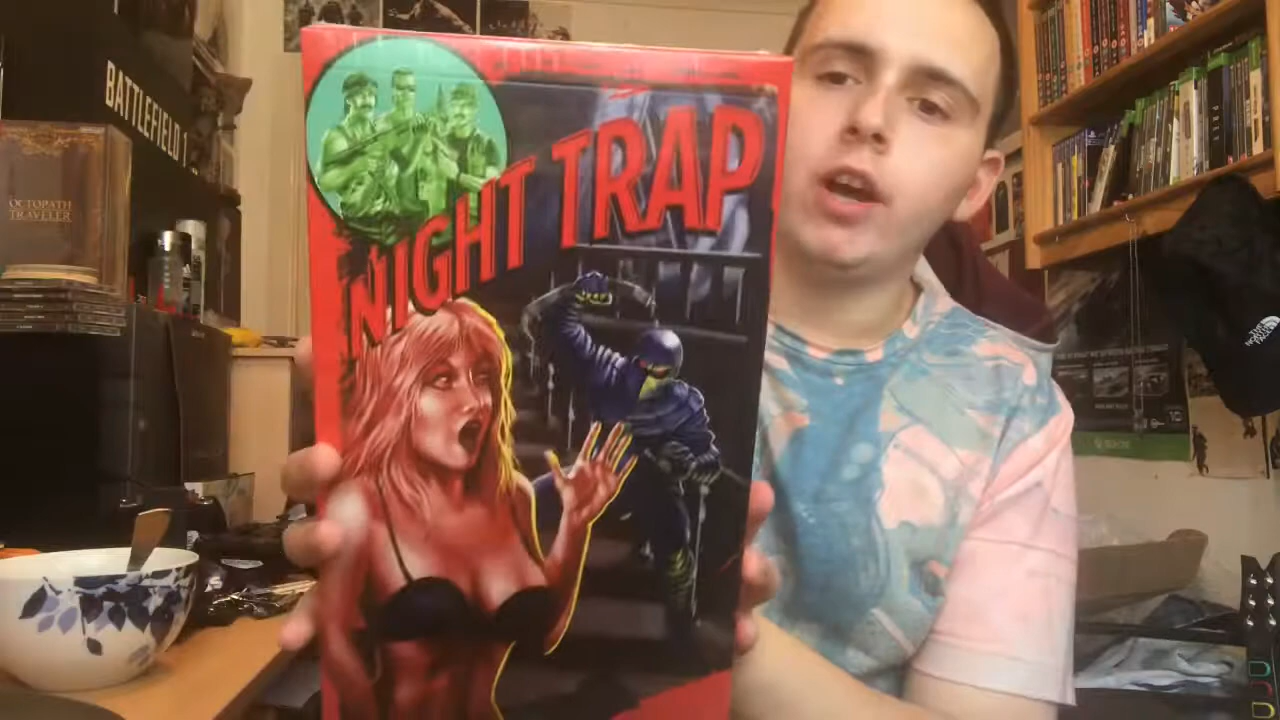 NIGHT TRAP
BATTLEFIELD 1
OCTOPATH
TRAVELER
THE
NORTH
FACE